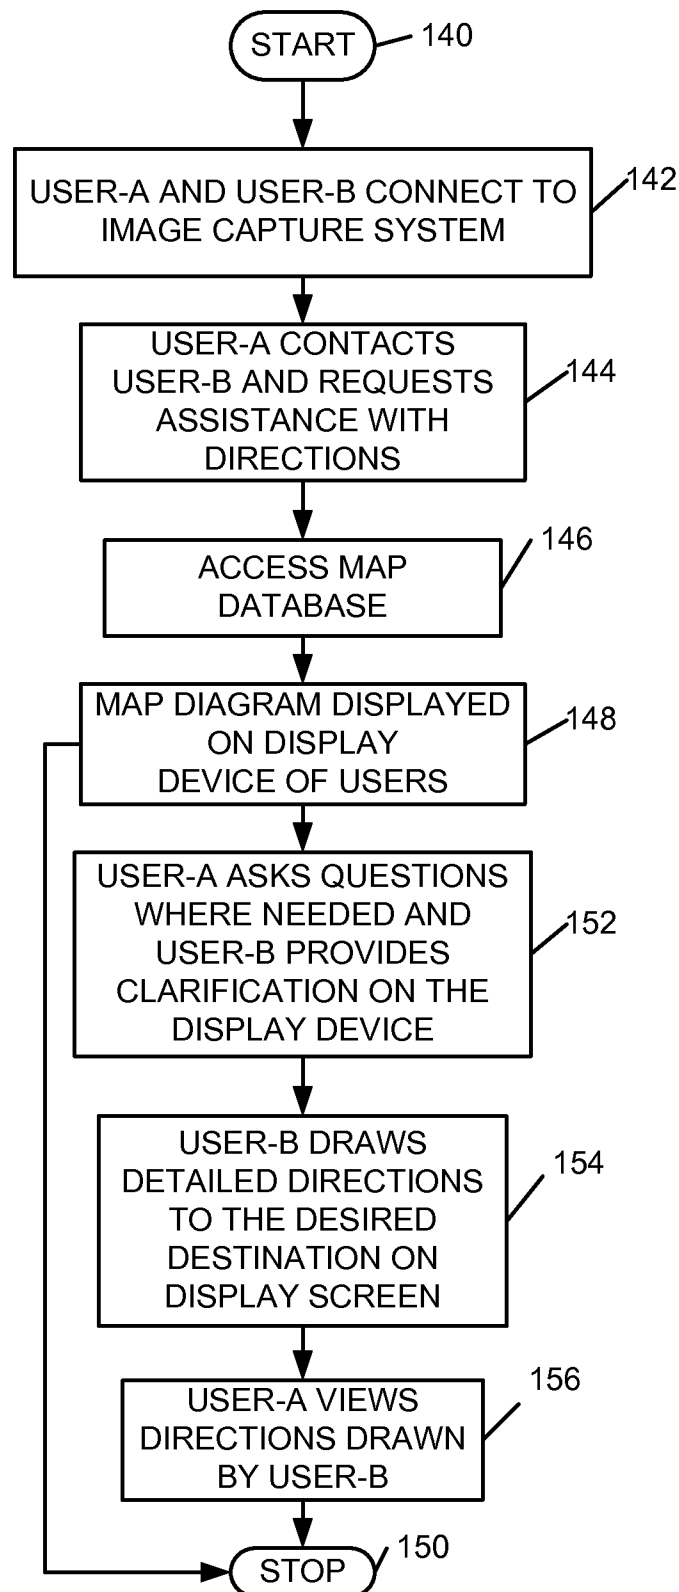 START
140
USER-A AND USER-B CONNECT TO
IMAGE CAPTURE SYSTEM
142
USER-A CONTACTS
USER-B AND REQUESTS
ASSISTANCE WITH
DIRECTIONS
144
ACCESS MAP
DATABASE
146
MAP DIAGRAM DISPLAYED
ON DISPLAY
DEVICE OF USERS
148
USER-A ASKS QUESTIONS
WHERE NEEDED AND
USER-B PROVIDES
CLARIFICATION ON THE
DISPLAY DEVICE
152
USER-B DRAWS
DETAILED DIRECTIONS
TO THE DESIRED
DESTINATION ON
DISPLAY SCREEN
154
USER-A VIEWS
DIRECTIONS DRAWN
BY USER-B
156
STOP
150